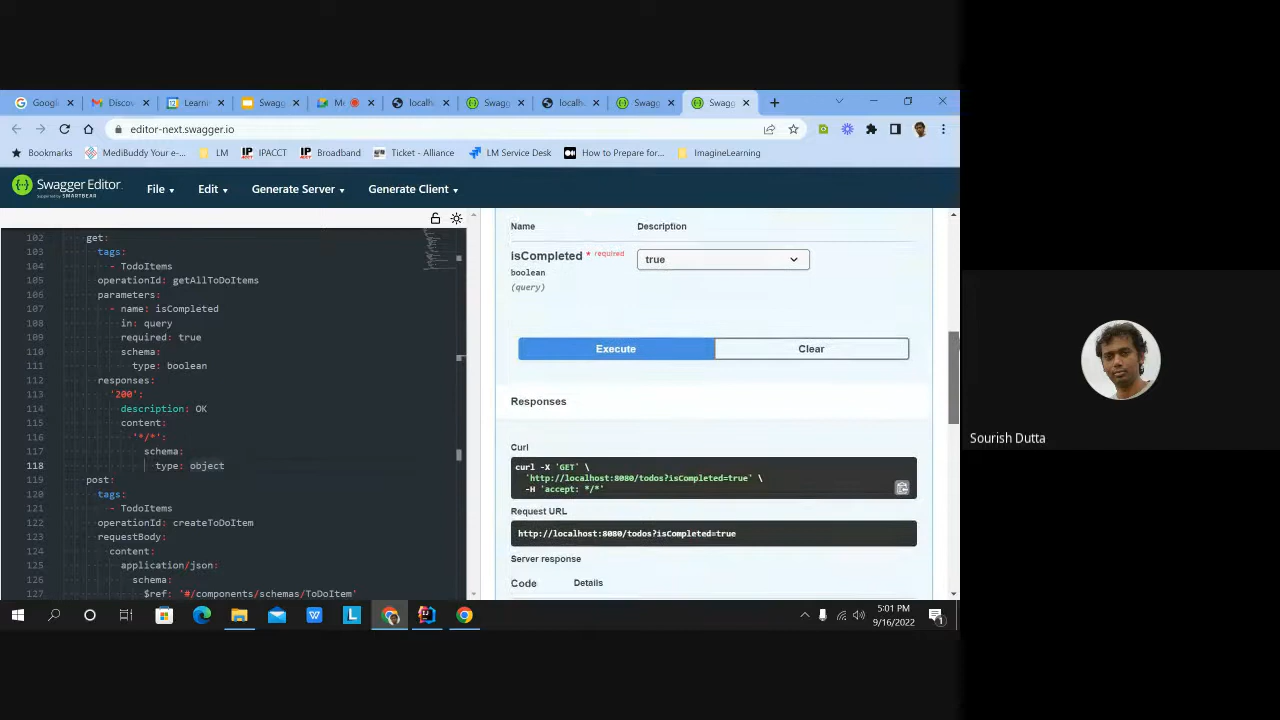 Google
Discov
Learni
Swagg
Me
localh
Swagg
localh
Swagg
Swagg
editor-next.swagger.io
Bookmarks
MediBuddy Your e-...
LM
IPACCT
Broadband
Ticket - Alliance
LM Service Desk
How to Prepare for...
ImagineLearning
Swagger Editor
Supported by SMARTBEAR
File
Edit
Generate Server
Generate Client
102 get:
103 tags:
104 - TodoItems
105 operationId: getAllToDoItems
106 parameters:
107 - name: isCompleted
108 in: query
109 required: true
110 schema:
111 type: boolean
112 responses:
113 '200':
114 description: OK
115 content:
116 '*/*':
117 schema:
118 type: object
119 post:
120 tags:
121 - TodoItems
122 operationId: createToDoItem
123 requestBody:
124 content:
125 application/json:
126 schema:
127 $ref: '#/components/schemas/ToDoItem'
Name Description
isCompleted * required
boolean
(query)
true
Execute
Clear
Responses
Curl
curl -X 'GET' \
'http://localhost:8080/todos?isCompleted=true' \
-H 'accept: */*'
Request URL
http://localhost:8080/todos?isCompleted=true
Server response
Code Details
Sourish Dutta
5:01 PM
9/16/2022